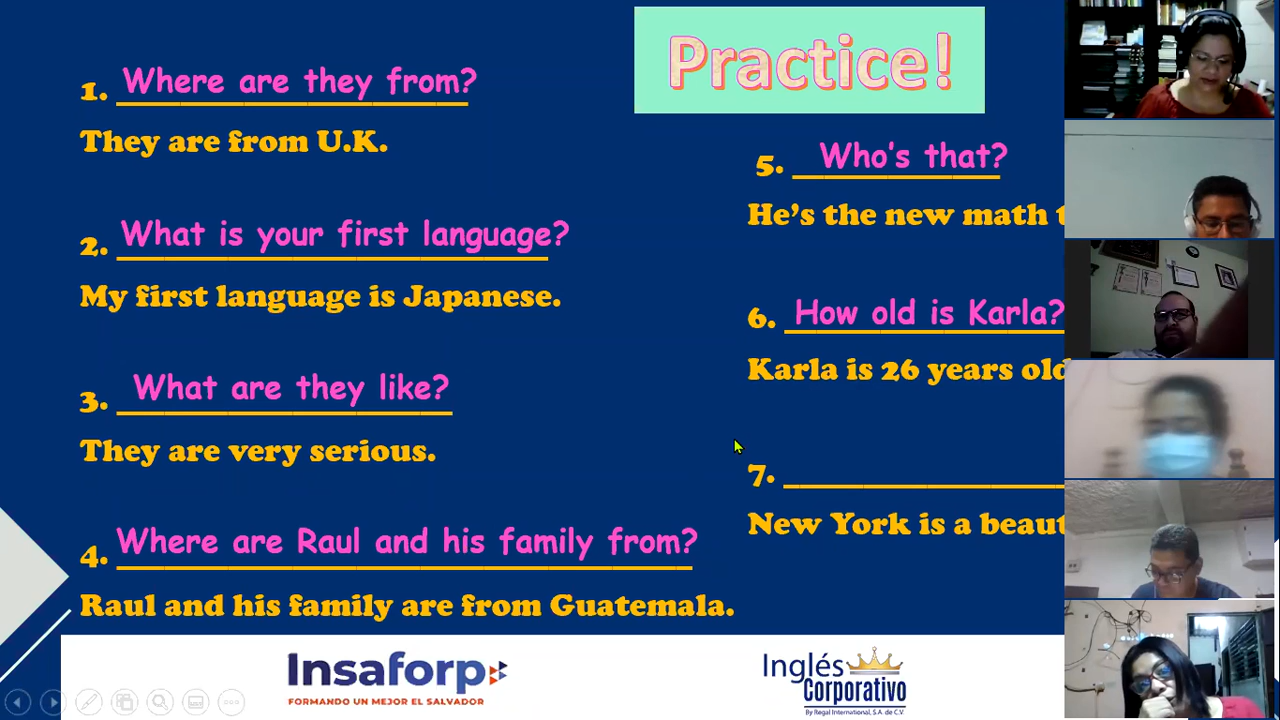 Practice!
1. Where are they from?
They are from U.K.
2. What is your first language?
My first language is Japanese.
3. What are they like?
They are very serious.
4. Where are Raul and his family from?
Raul and his family are from Guatemala.
5. Who's that?
He's the new math
6. How old is Karla?
Karla is 26 years old
7.
New York is a
Insaforp
FORMANDO UN MEJOR EL SALVADOR
Inglés
Corporativo
By Regal International, S.A. de C.V.